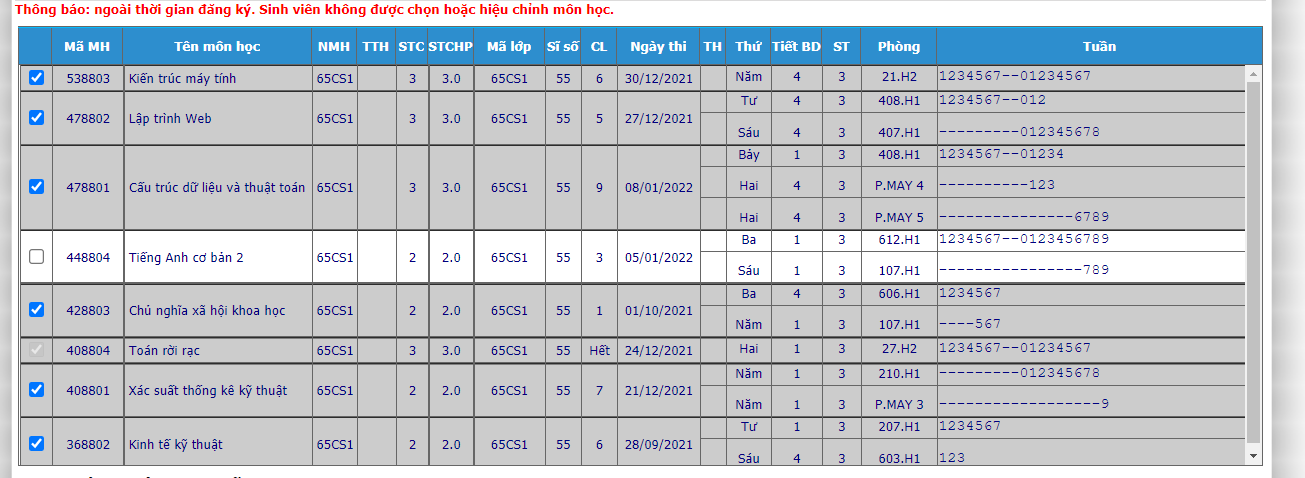 Thông báo: ngoài thời gian đăng ký. Sinh viên không được chọn hoặc hiệu chỉnh môn học.
Mã MH Tên môn học NMH TTH STC STCHP Mã lớp Sĩ số CL Ngày thi TH Thứ Tiết BD ST Phòng Tuần
538803 Kiến trúc máy tính 65CS1 3 3.0 65CS1 55 6 30/12/2021 Năm 4 3 21.H2 1234567--01234567
478802 Lập trình Web 65CS1 3 3.0 65CS1 55 5 27/12/2021 Tư 4 3 408.H1 1234567--012
Sáu 4 3 407.H1 ---------012345678
478801 Cấu trúc dữ liệu và thuật toán 65CS1 3 3.0 65CS1 55 9 08/01/2022 Bảy 1 3 408.H1 1234567--01234
Hai 4 3 P.MAY 4 ----------123
Hai 4 3 P.MAY 5 ---------------6789
448804 Tiếng Anh cơ bản 2 65CS1 2 2.0 65CS1 55 3 05/01/2022 Ba 1 3 612.H1 1234567--0123456789
Sáu 1 3 107.H1 ----------------789
428803 Chủ nghĩa xã hội khoa học 65CS1 2 2.0 65CS1 55 1 01/10/2021 Ba 4 3 606.H1 1234567
Năm 1 3 107.H1 ----567
408804 Toán rời rạc 65CS1 3 3.0 65CS1 55 Hết 24/12/2021 Hai 1 3 27.H2 1234567--01234567
408801 Xác suất thống kê kỹ thuật 65CS1 2 2.0 65CS1 55 7 21/12/2021 Năm 1 3 210.H1 ---------012345678
Năm 1 3 P.MAY 3 ------------------9
368802 Kinh tế kỹ thuật 65CS1 2 2.0 65CS1 55 6 28/09/2021 Tư 1 3 207.H1 1234567
Sáu 4 3 603.H1 123